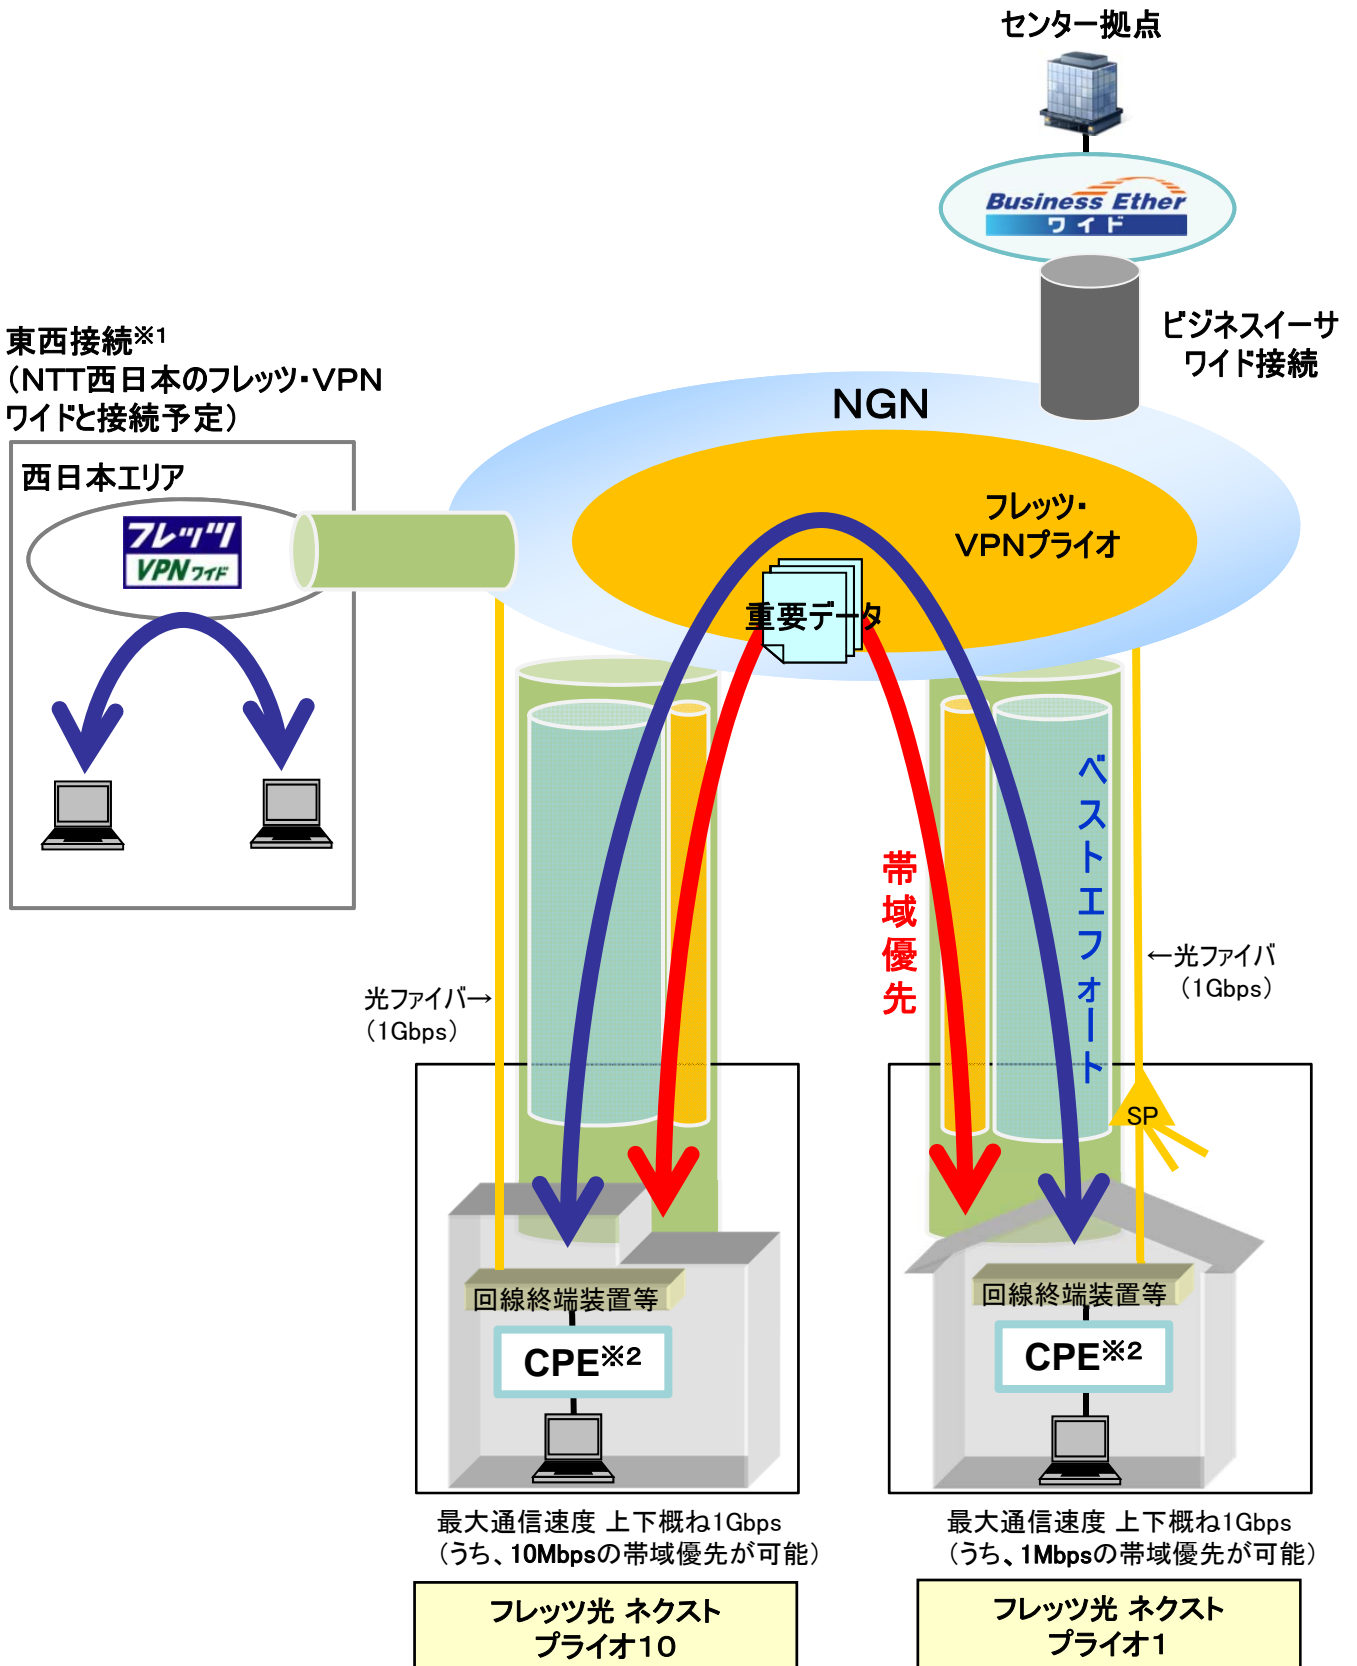 センター拠点
Business Ether
ワイド
ビジネスイーサ
ワイド接続
東西接続※1
（NTT西日本のフレッツ・VPN
ワイドと接続予定）
西日本エリア
フレッツ
VPN ワイド
NGN
フレッツ・
VPNプライオ
重要データ
ベストエフォート
帯域優先
←光ファイバ
（1Gbps）
光ファイバー→
（1Gbps）
SP
回線終端装置等
CPE※2
回線終端装置等
CPE※2
最大通信速度 上下概ね1Gbps
（うち、10Mbpsの帯域優先が可能）
最大通信速度 上下概ね1Gbps
（うち、1Mbpsの帯域優先が可能）
フレッツ光 ネクスト
プライオ10
フレッツ光 ネクスト
プライオ1